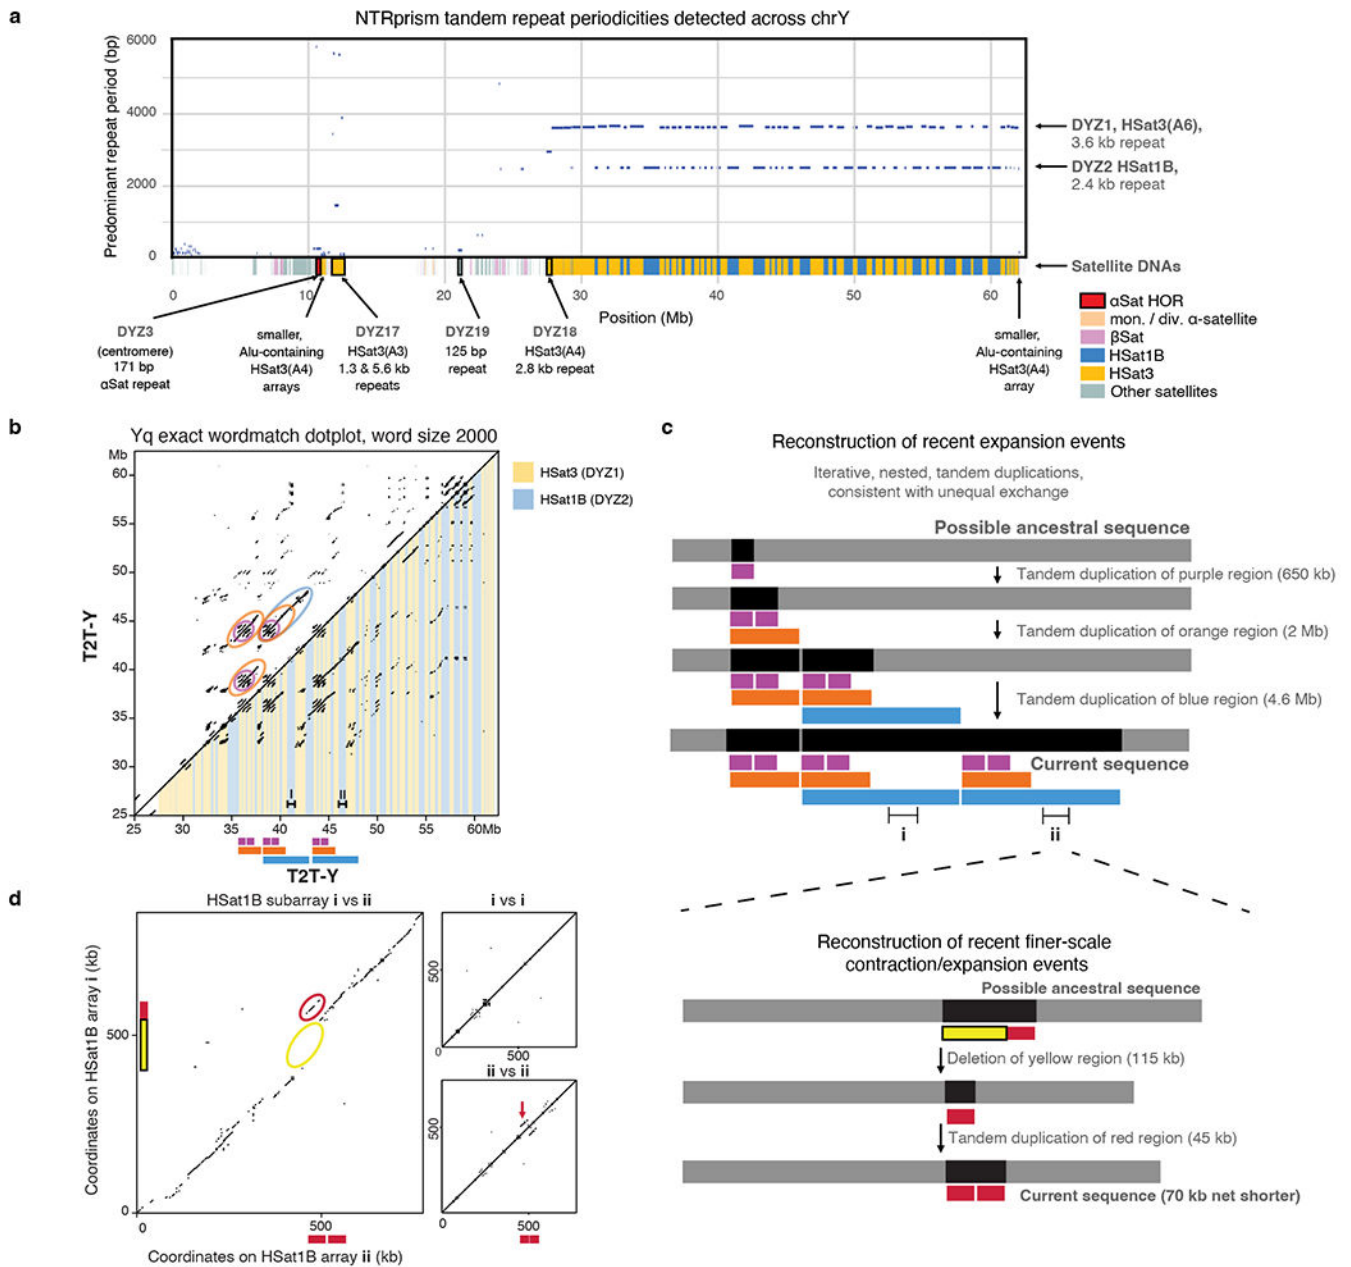 a
NTRprism tandem repeat periodicities detected across chrY
Predominant repeat period (bp)
6000
4000
2000
0
DYZ1, HSat3(A6),
3.6 kb repeat
DYZ2 HSat1B,
2.4 kb repeat
Satellite DNAs
0
10
20
30
40
50
60
Position (Mb)
DYZ3
(centromere)
171 bp
αSat repeat
smaller,
Alu-containing
HSat3(A4)
arrays
DYZ17
HSat3(A3)
1.3 & 5.6 kb
repeats
DYZ19
125 bp
repeat
DYZ18
HSat3(A4)
2.8 kb repeat
smaller,
Alu-containing
HSat3(A4)
array
αSat HOR
mon. / div. α-satellite
βSat
HSat1B
HSat3
Other satellites
b
Yq exact wordmatch dotplot, word size 2000
Mb
60
55
50
45
40
35
30
25
T2T-Y
HSat3 (DYZ1)
HSat1B (DYZ2)
I
II
25
30
35
40
45
50
55
60Mb
T2T-Y
c
Reconstruction of recent expansion events
Iterative, nested, tandem duplications,
consistent with unequal exchange
Possible ancestral sequence
Tandem duplication of purple region (650 kb)
Tandem duplication of orange region (2 Mb)
Tandem duplication of blue region (4.6 Mb)
Current sequence
i
ii
Reconstruction of recent finer-scale
contraction/expansion events
Possible ancestral sequence
Deletion of yellow region (115 kb)
Tandem duplication of red region (45 kb)
Current sequence (70 kb net shorter)
d
HSat1B subarray i vs ii
Coordinates on HSat1B array i (kb)
500
0
0
500
Coordinates on HSat1B array ii (kb)
i vs i
500
0
500
ii vs ii
500
0
0
500